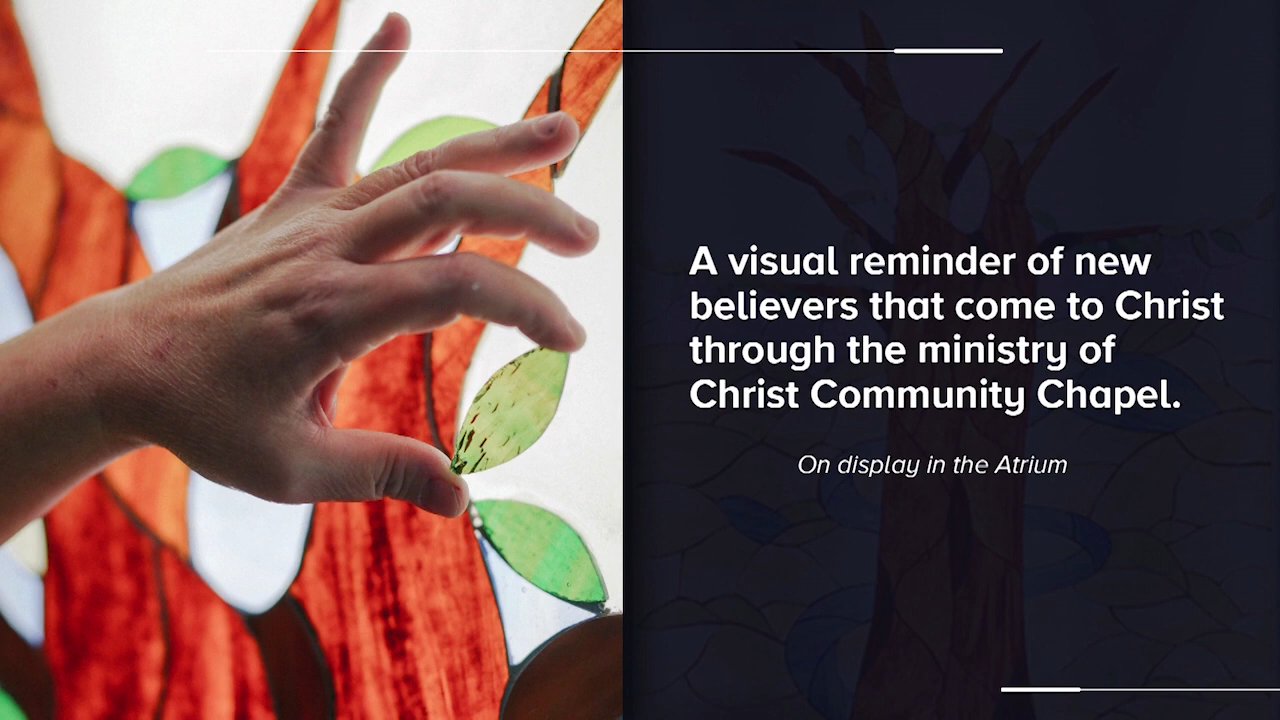 A visual reminder of new
believers that come to Christ
through the ministry of
Christ Community Chapel.
On display in the Atrium